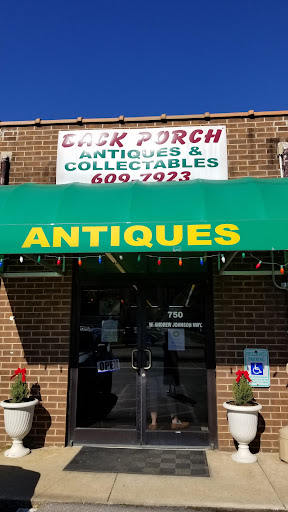 BACK PORCH
ANTIQUES &
COLLECTABLES
609-7923
ANTIQUES
750
W. ANDREW JOHNSON HWY.
OPEN